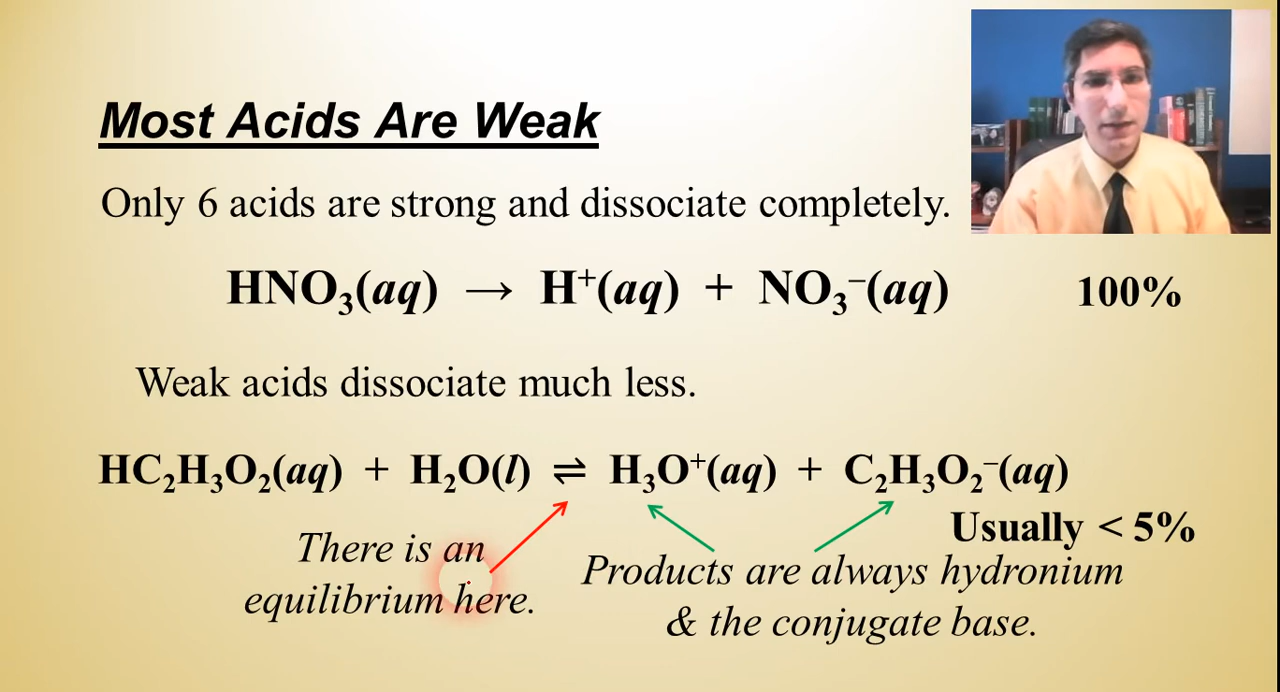 Most Acids Are Weak
Only 6 acids are strong and dissociate completely.
HNO₃(aq) → H⁺(aq) + NO₃⁻(aq) 100%
Weak acids dissociate much less.
HC₂H₃O₂(aq) + H₂O(l) ⇌ H₃O⁺(aq) + C₂H₃O₂⁻(aq)
Usually < 5%
There is an
equilibrium here.
Products are always hydronium
& the conjugate base.